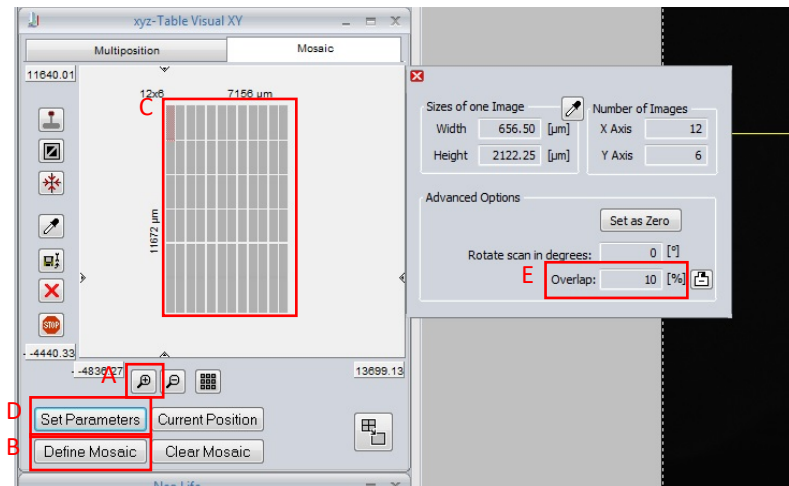 xyz-Table Visual XY
Multiposition Mosaic
11640.01
12x6 7156 µm
C
11672 µm
-4440.33
-4836.27 13699.13
A
D Set Parameters Current Position
B Define Mosaic Clear Mosaic
Sizes of one Image Number of Images
Width 656.50 [µm] X Axis 12
Height 2122.25 [µm] Y Axis 6
Advanced Options
Set as Zero
Rotate scan in degrees: 0 [°]
E Overlap: 10 [%]
STOP